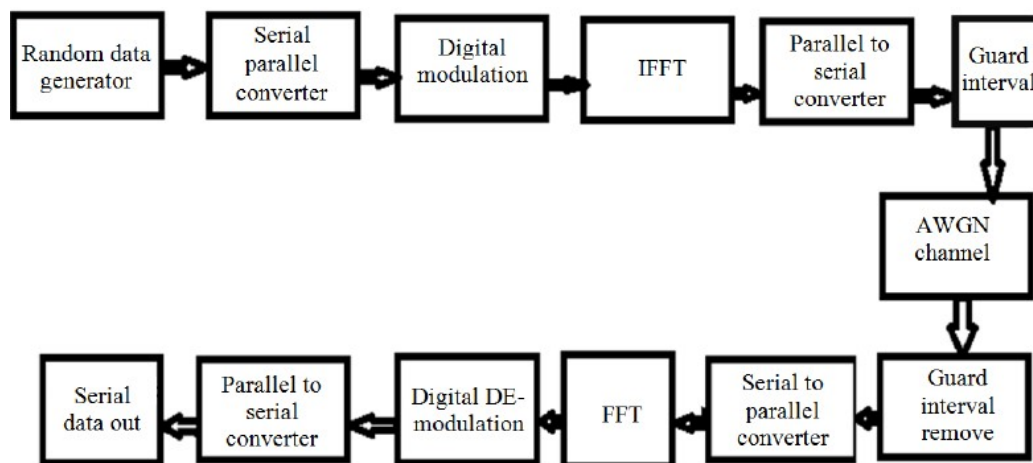 Random data
generator
Serial
parallel
converter
Digital
modulation
IFFT
Parallel to
serial
converter
Guard
interval
AWGN
channel
Guard
interval
remove
Serial to
parallel
converter
FFT
Digital DE-
modulation
Parallel to
serial
converter
Serial
data out